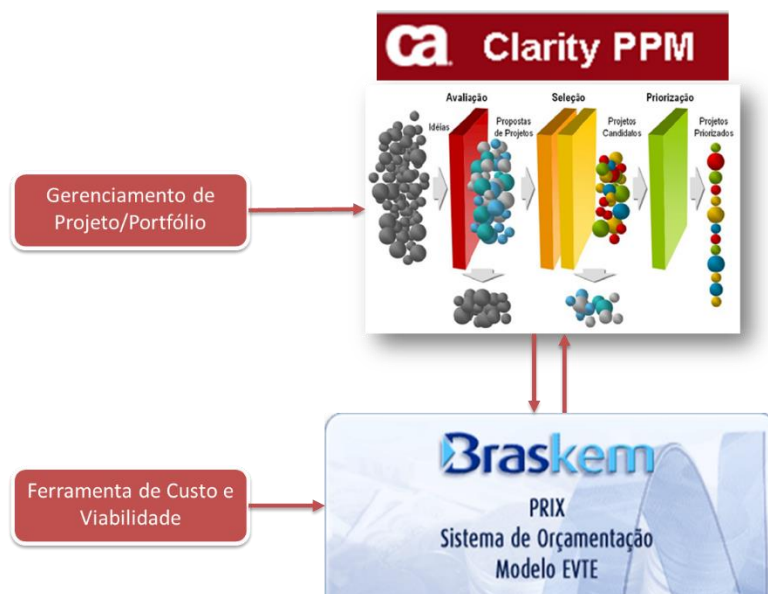 ca Clarity PPM
Avaliação
Seleção
Priorização
Idéias
Propostas
de Projetos
Projetos
Candidatos
Projetos
Priorizados
Gerenciamento de
Projeto/Portfólio
Braskem
PRIX
Sistema de Orçamentação
Modelo EVTE
Ferramenta de Custo e
Viabilidade